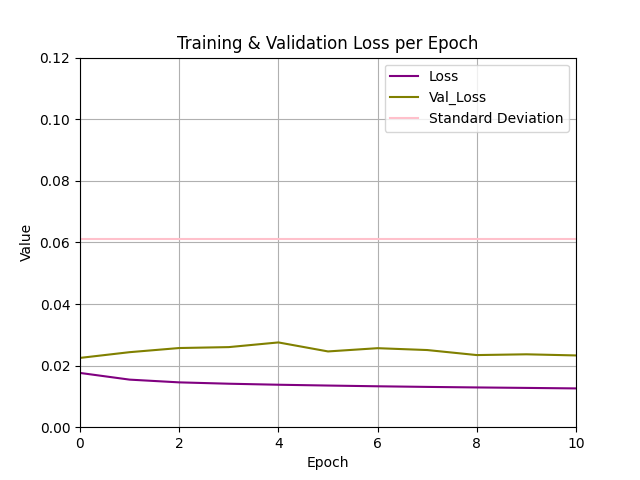 Training & Validation Loss per Epoch
Value
0.12
0.10
0.08
0.06
0.04
0.02
0.00
Loss
Val_Loss
Standard Deviation
0 2 4 6 8 10
Epoch